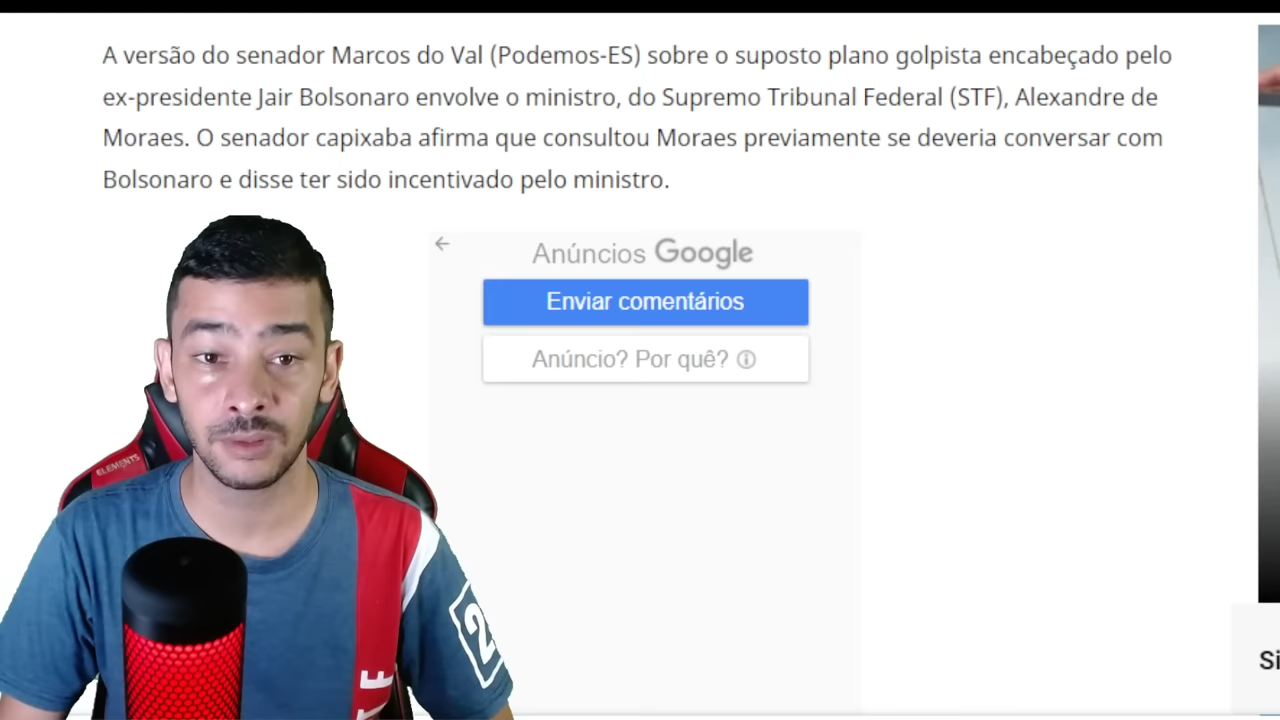 A versão do senador Marcos do Val (Podemos-ES) sobre o suposto plano golpista encabeçado pelo
ex-presidente Jair Bolsonaro envolve o ministro, do Supremo Tribunal Federal (STF), Alexandre de
Moraes. O senador capixaba afirma que consultou Moraes previamente se deveria conversar com
Bolsonaro e disse ter sido incentivado pelo ministro.
Anúncios Google
Enviar comentários
Anúncio? Por quê?
ELEMENTS
2